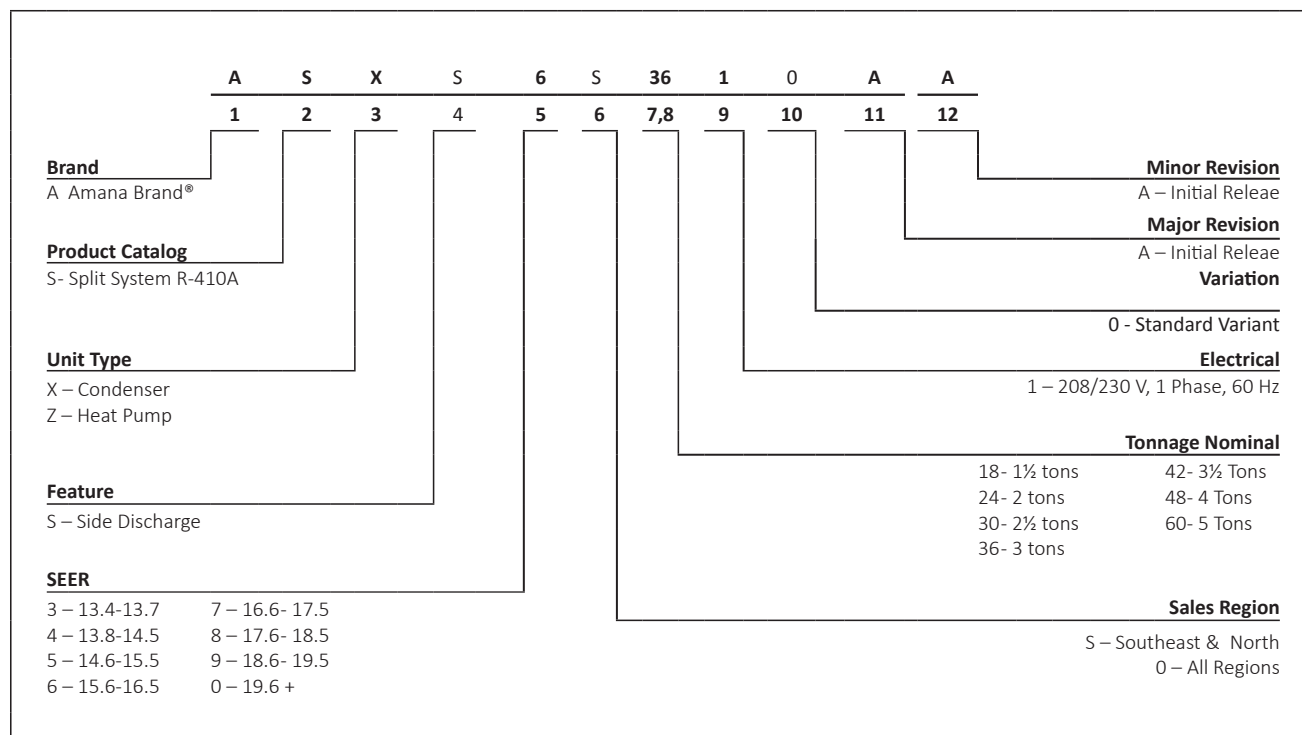 A S X S 6 S 36 1 0 A A
1 2 3 4 5 6 7,8 9 10 11 12
Brand
A Amana Brand®
Product Catalog
S- Split System R-410A
Unit Type
X – Condenser
Z – Heat Pump
Feature
S – Side Discharge
SEER
3 – 13.4-13.7 7 – 16.6- 17.5
4 – 13.8-14.5 8 – 17.6- 18.5
5 – 14.6-15.5 9 – 18.6- 19.5
6 – 15.6-16.5 0 – 19.6 +
Minor Revision
A – Initial Releae
Major Revision
A – Initial Releae
Variation
0 - Standard Variant
Electrical
1 – 208/230 V, 1 Phase, 60 Hz
Tonnage Nominal
18- 1½ tons 42- 3½ Tons
24- 2 tons 48- 4 Tons
30- 2½ tons 60- 5 Tons
36- 3 tons
Sales Region
S – Southeast & North
0 – All Regions